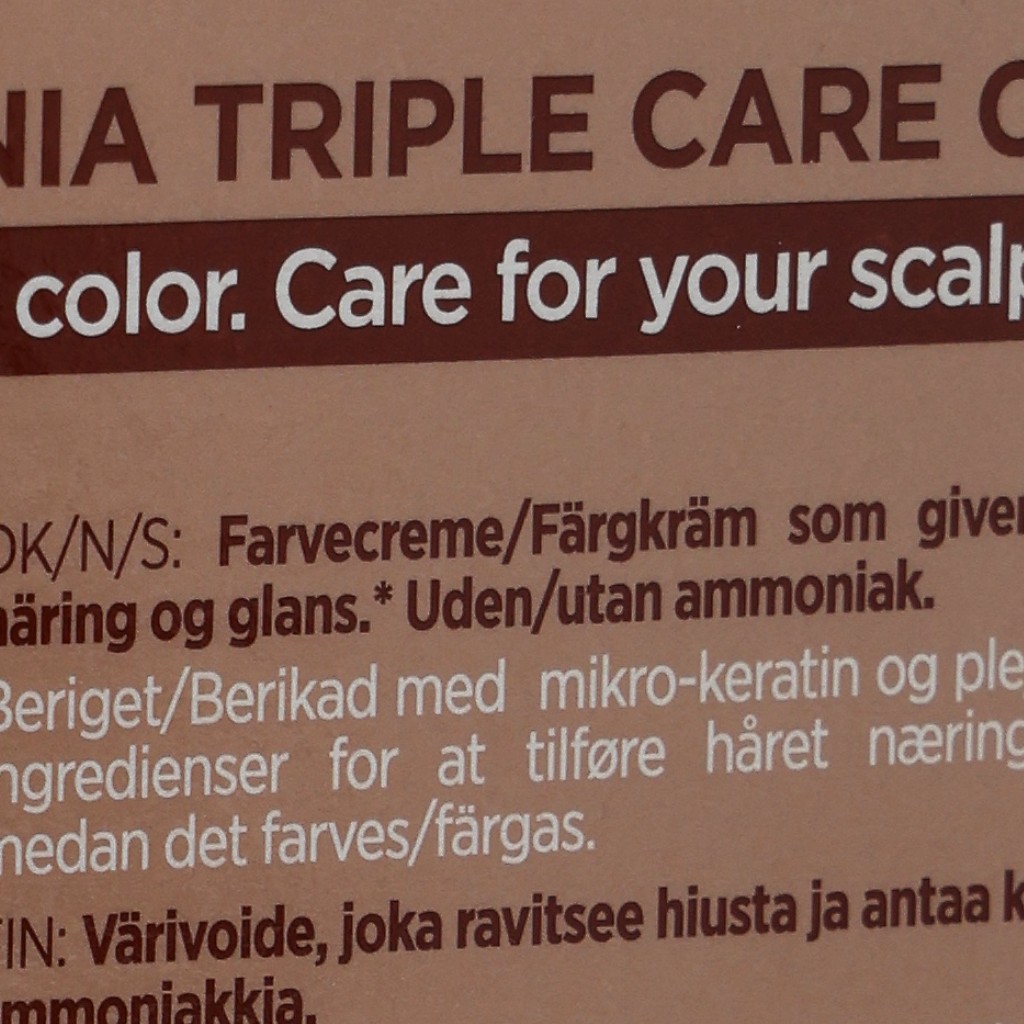 NIA TRIPLE CARE C
color. Care for your scalp
DK/N/S: Farvecreme/Färgkräm som giver
näring og glans.* Uden/utan ammoniak.
Beriget/Berikad med mikro-keratin og ple
ngredienser for at tilføre håret næring
medan det farves/färgas.
FIN: Värivoide, joka ravitsee hiusta ja antaa k
mmoniakkia.